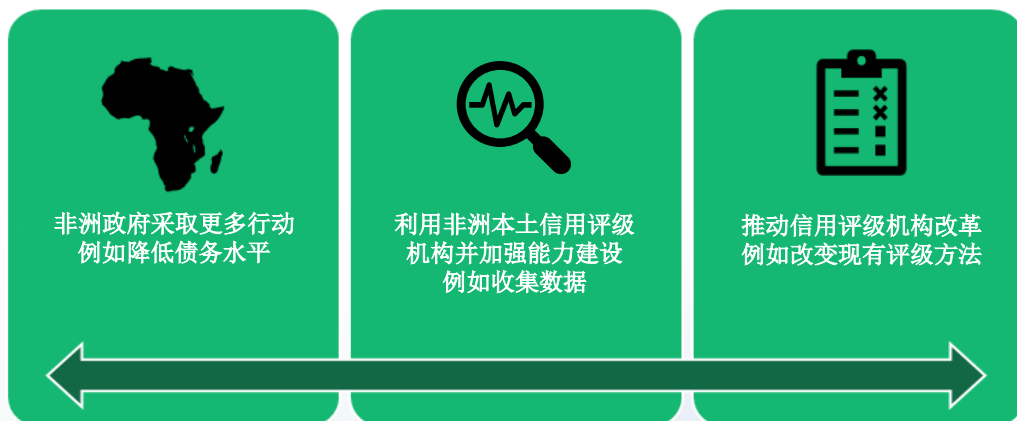 非洲政府采取更多行动
例如降低债务水平
利用非洲本土信用评级
机构并加强能力建设
例如收集数据
推动信用评级机构改革
例如改变现有评级方法